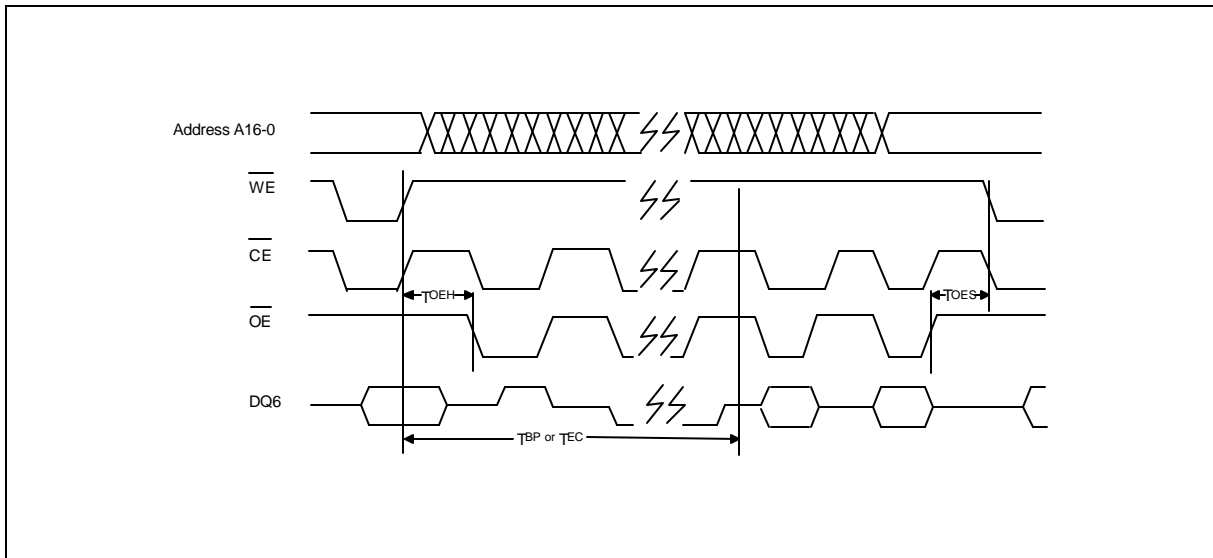 Address A16-0
WE
CE
TOEH
TOES
OE
DQ6
TBP or TEC